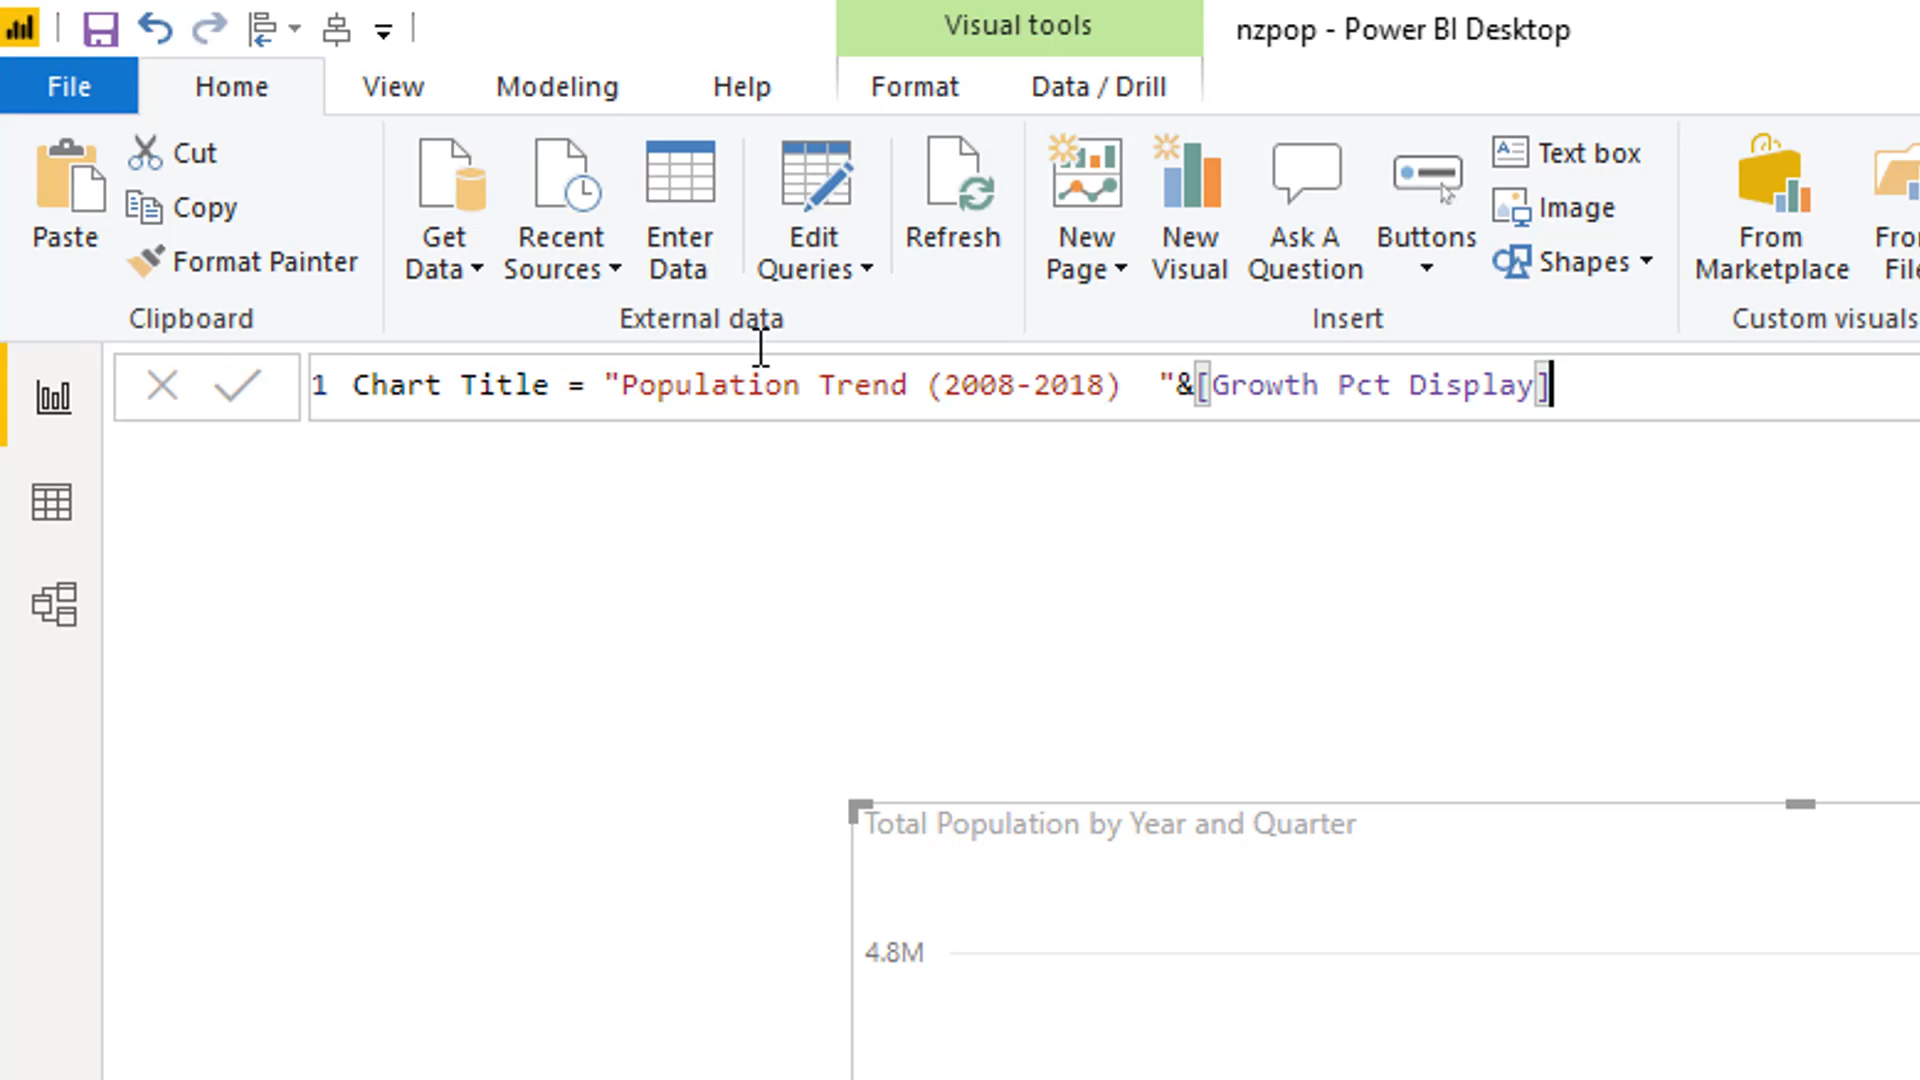 Visual tools
nzpop - Power BI Desktop
File
Home
View
Modeling
Help
Format
Data / Drill
Paste
Cut
Copy
Format Painter
Clipboard
Get Data
Recent Sources
Enter Data
Edit Queries
Refresh
External data
New Page
New Visual
Ask A Question
Buttons
Text box
Image
Shapes
Insert
From Marketplace
Custom visuals
1 Chart Title = "Population Trend (2008-2018)  "&[Growth Pct Display]
Total Population by Year and Quarter
4.8M